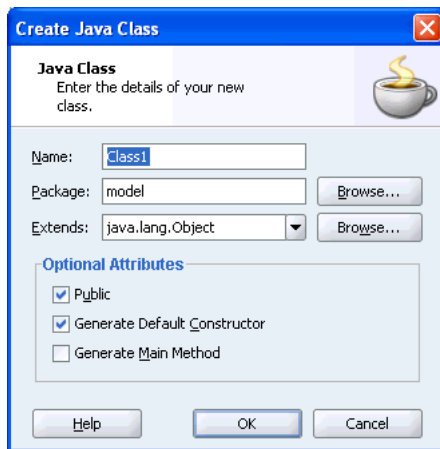 Create Java Class
Java Class
Enter the details of your new
class.
Name: Class1
Package: model Browse...
Extends: java.lang.Object Browse...
Optional Attributes
Public
Generate Default Constructor
Generate Main Method
Help OK Cancel